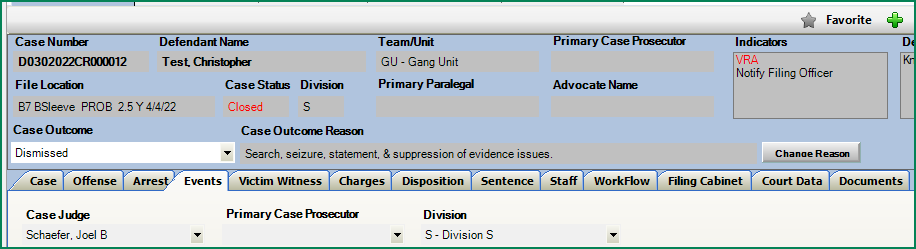 Favorite
Case Number Defendant Name Team/Unit Primary Case Prosecutor Indicators
D0302022CR000012 Test, Christopher GU - Gang Unit VRA
Notify Filing Officer
File Location Case Status Division Primary Paralegal Advocate Name
B7 BSleeve PROB 2.5 Y 4/4/22 Closed S
Case Outcome Case Outcome Reason
Dismissed Search, seizure, statement, & suppression of evidence issues. Change Reason
Case Offense Arrest Events Victim Witness Charges Disposition Sentence Staff WorkFlow Filing Cabinet Court Data Documents
Case Judge Primary Case Prosecutor Division
Schaefer, Joel B S - Division S